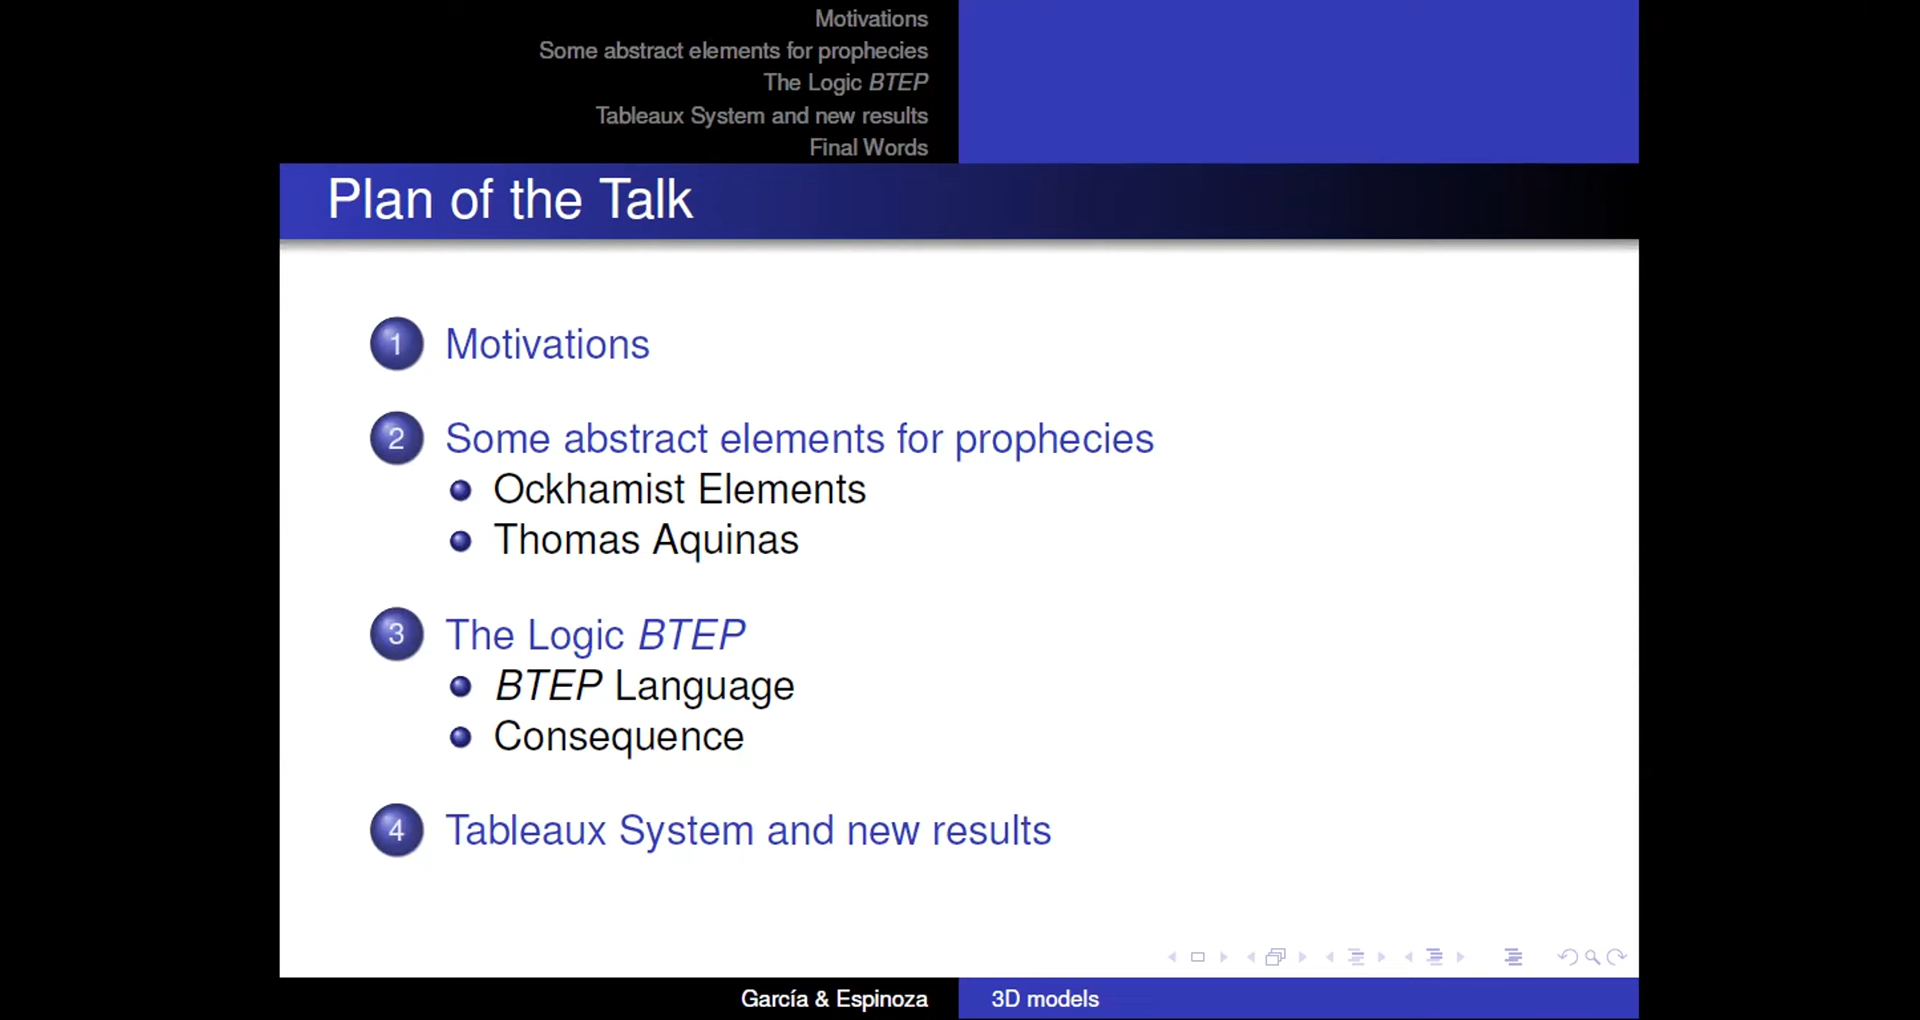 Motivations
Some abstract elements for prophecies
The Logic BTEP
Tableaux System and new results
Final Words
Plan of the Talk
1 Motivations
2 Some abstract elements for prophecies
Ockhamist Elements
Thomas Aquinas
3 The Logic BTEP
BTEP Language
Consequence
4 Tableaux System and new results
García & Espinoza 3D models